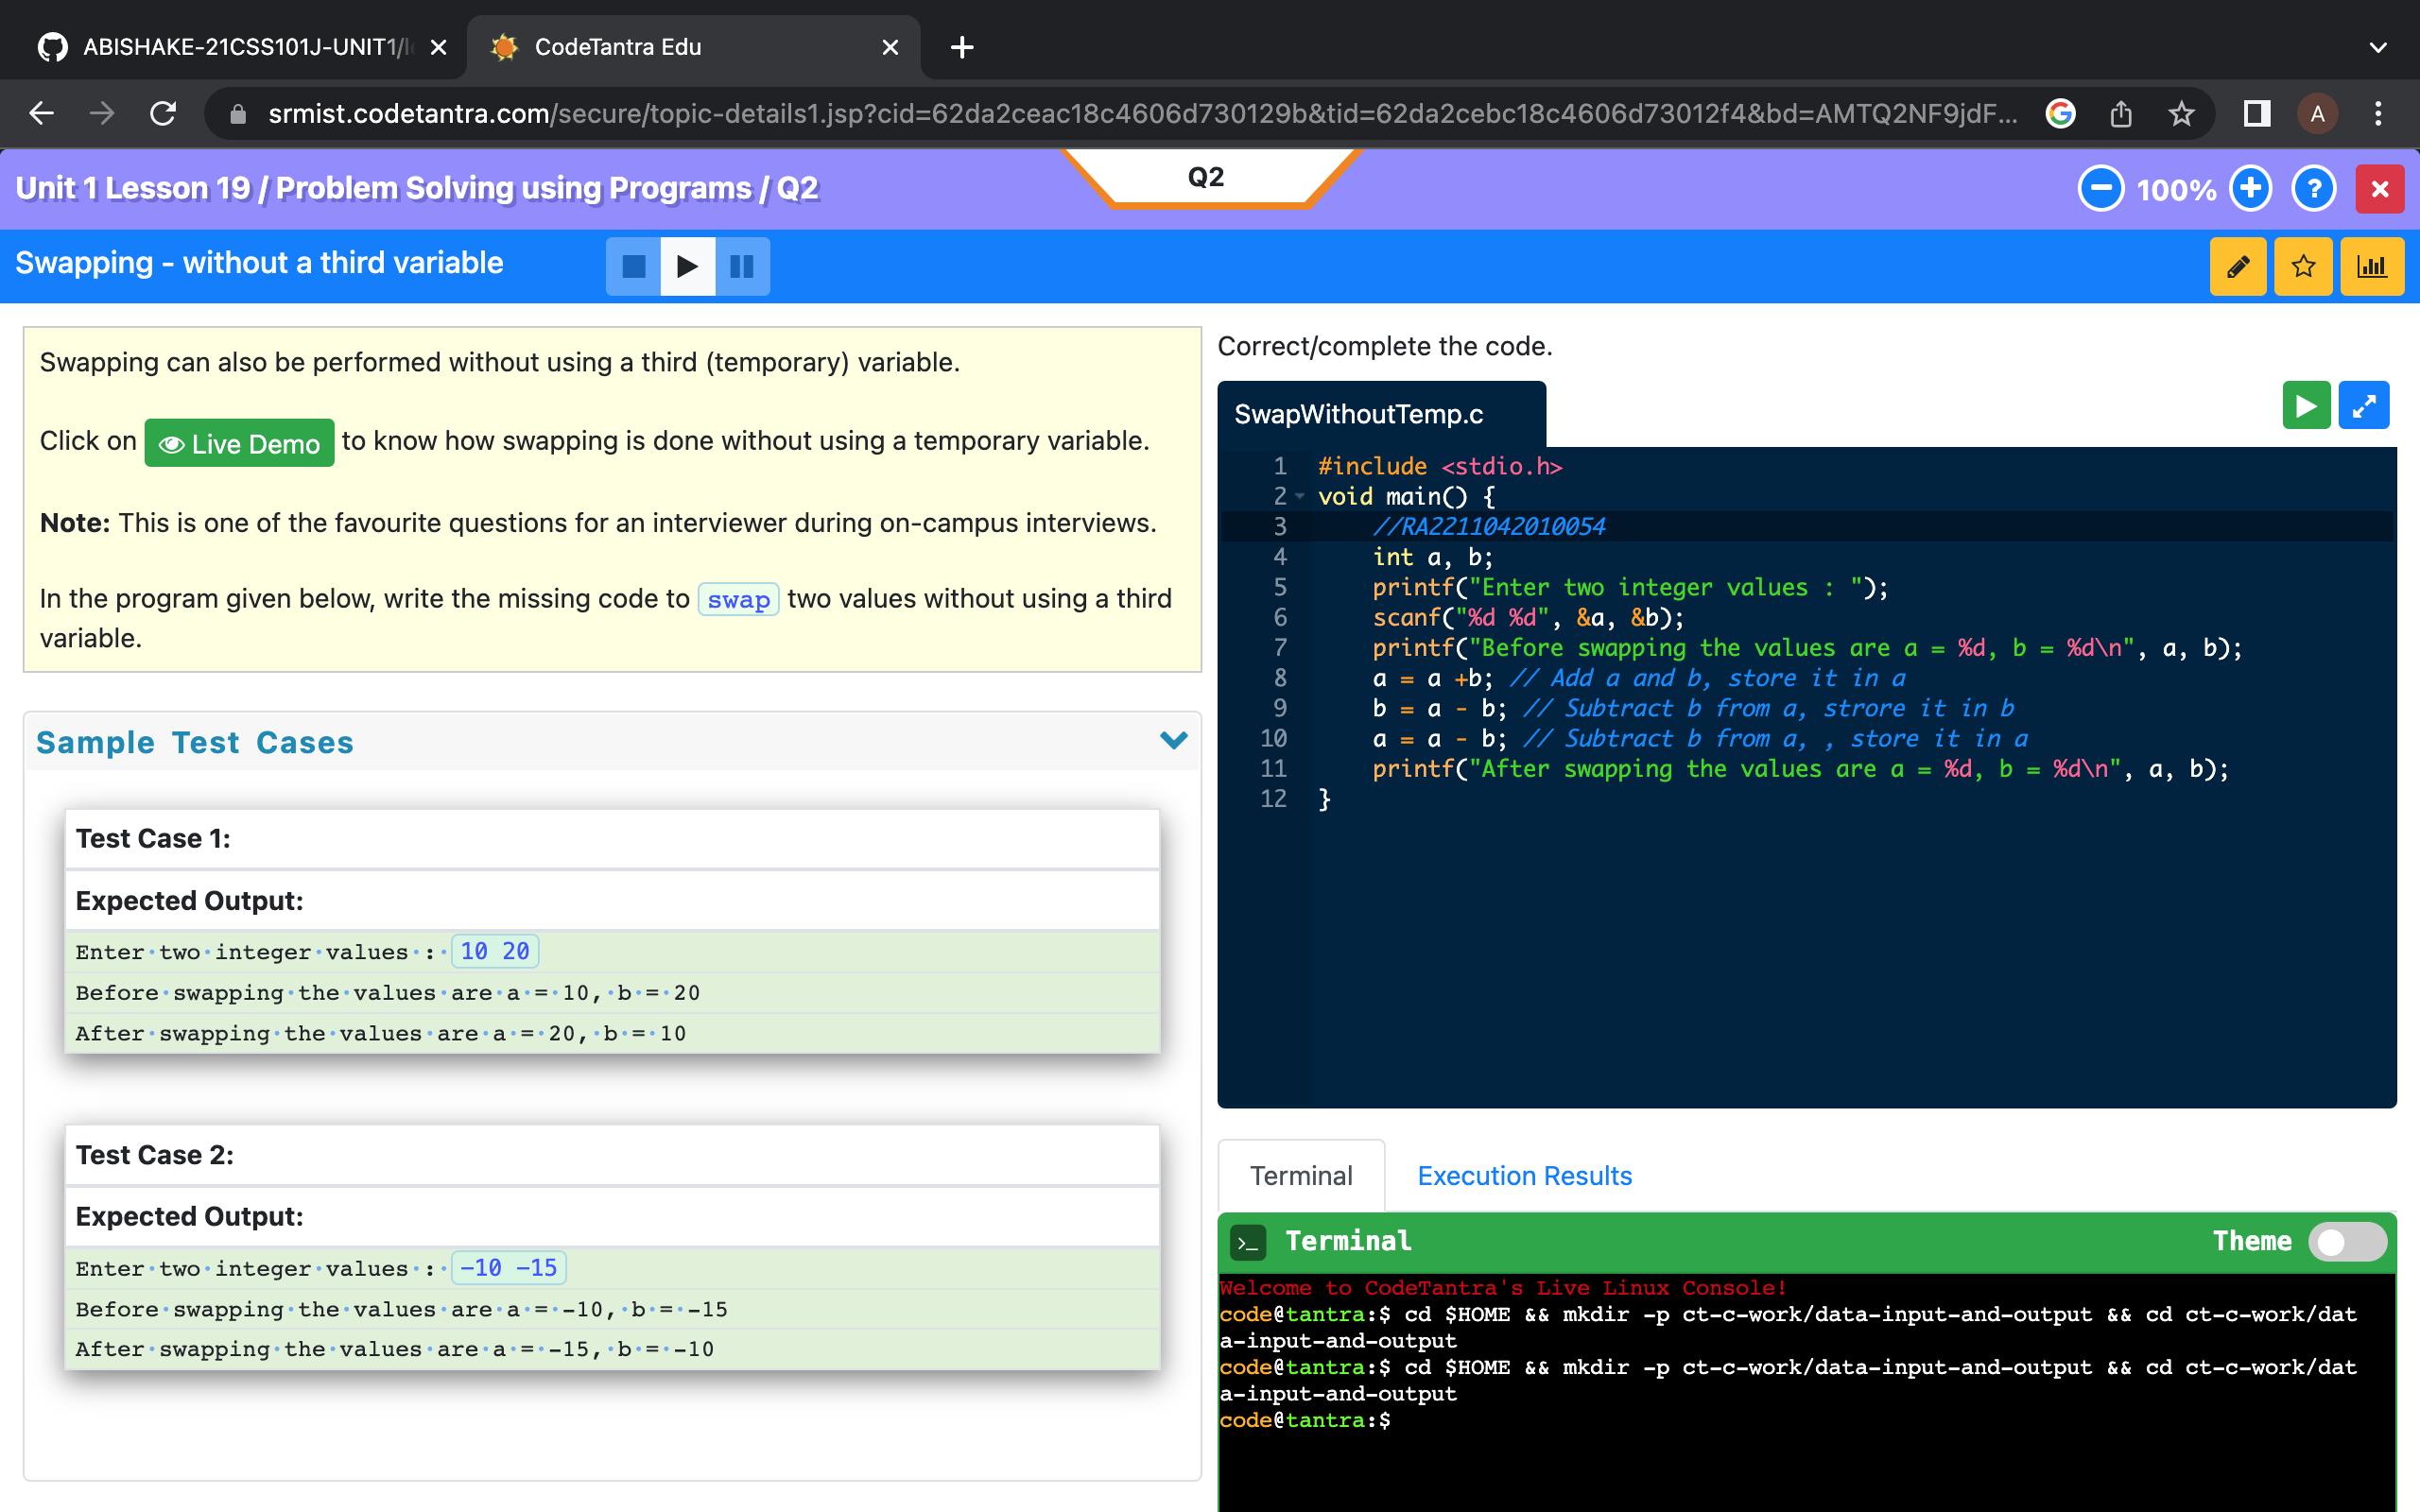 ABISHAKE-21CSS101J-UNIT1/l
CodeTantra Edu
srmist.codetantra.com/secure/topic-details1.jsp?cid=62da2ceac18c4606d730129b&tid=62da2cebc18c4606d73012f4&bd=AMTQ2NF9jdF...
A
Unit 1 Lesson 19 / Problem Solving using Programs / Q2
Q2
100%
?
Swapping - without a third variable
Swapping can also be performed without using a third (temporary) variable.
Click on Live Demo to know how swapping is done without using a temporary variable.
Note: This is one of the favourite questions for an interviewer during on-campus interviews.
In the program given below, write the missing code to swap two values without using a third
variable.
Sample Test Cases
Test Case 1:
Expected Output:
Enter·two·integer·values·:·10 20
Before·swapping·the·values·are·a·=·10,·b·=·20
After·swapping·the·values·are·a·=·20,·b·=·10
Test Case 2:
Expected Output:
Enter·two·integer·values·:·-10 -15
Before·swapping·the·values·are·a·=·-10,·b·=·-15
After·swapping·the·values·are·a·=·-15,·b·=·-10
Correct/complete the code.
SwapWithoutTemp.c
1 #include <stdio.h>
2 void main() {
3 //RA2211042010054
4 int a, b;
5 printf("Enter two integer values : ");
6 scanf("%d %d", &a, &b);
7 printf("Before swapping the values are a = %d, b = %d\n", a, b);
8 a = a +b; // Add a and b, store it in a
9 b = a - b; // Subtract b from a, strore it in b
10 a = a - b; // Subtract b from a, , store it in a
11 printf("After swapping the values are a = %d, b = %d\n", a, b);
12 }
Terminal
Execution Results
>_ Terminal
Theme
Welcome to CodeTantra's Live Linux Console!
code@tantra:$ cd $HOME && mkdir -p ct-c-work/data-input-and-output && cd ct-c-work/dat
a-input-and-output
code@tantra:$ cd $HOME && mkdir -p ct-c-work/data-input-and-output && cd ct-c-work/dat
a-input-and-output
code@tantra:$